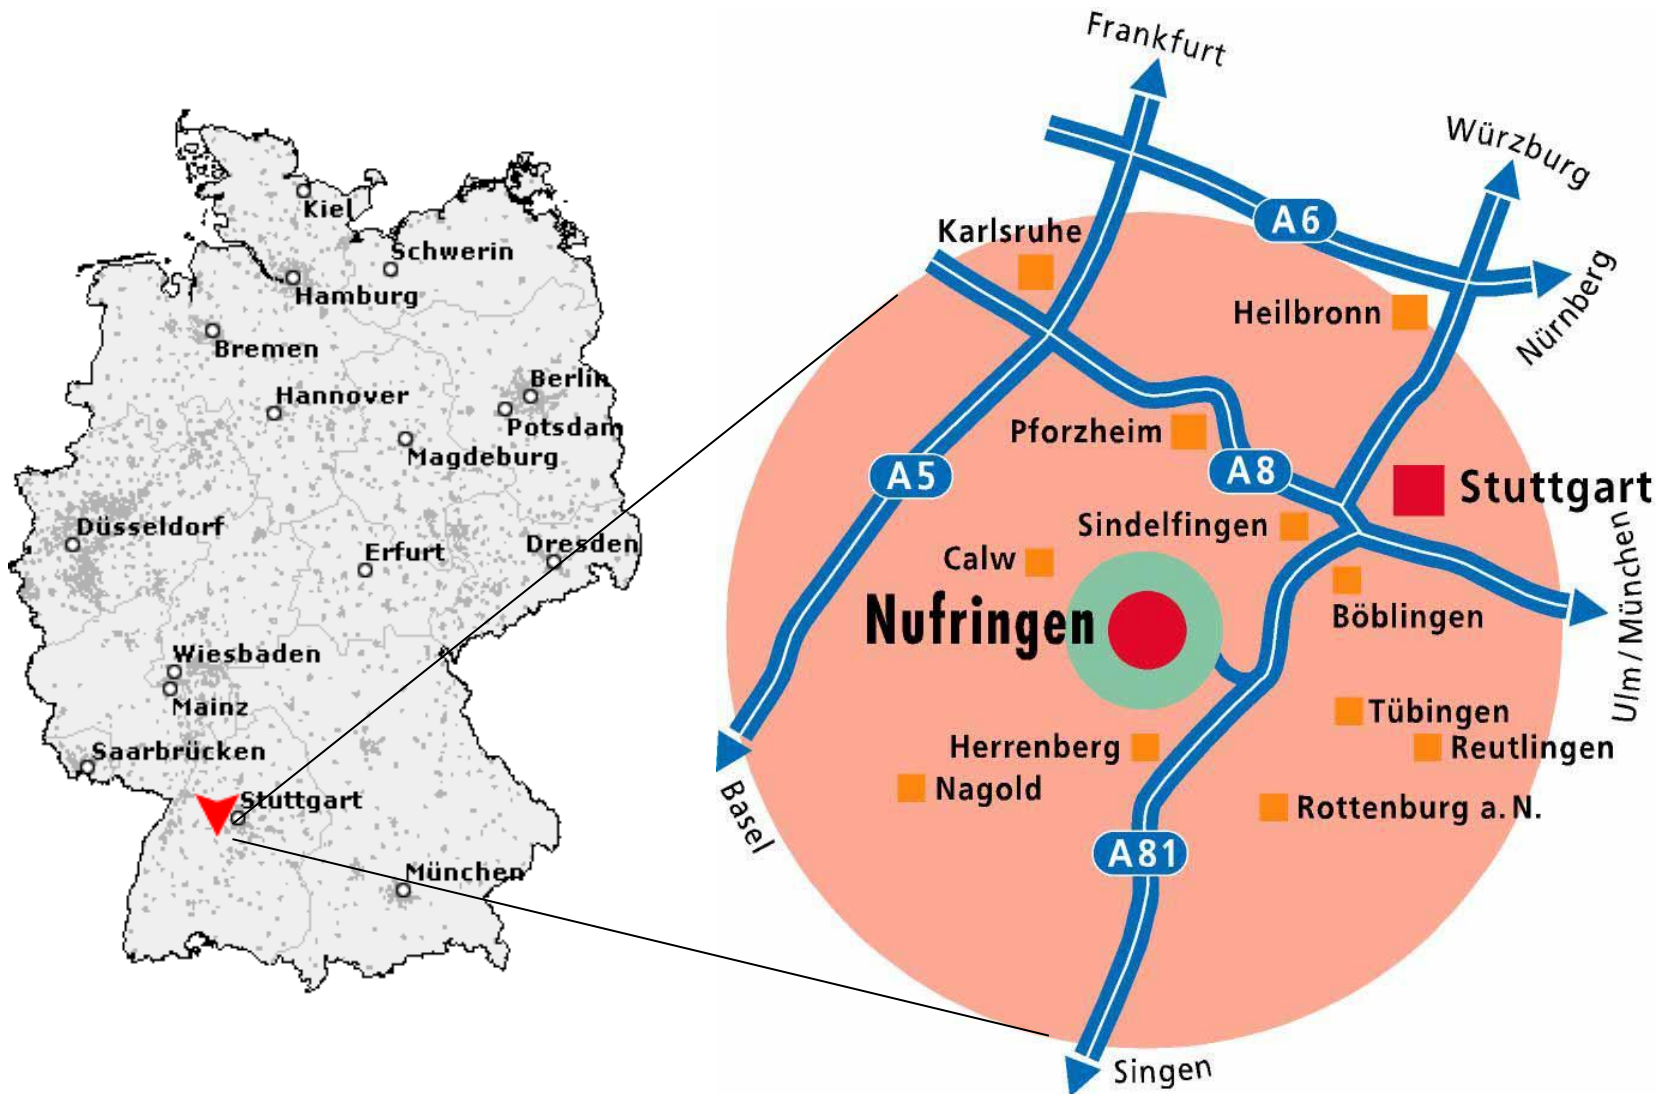 Kiel
Schwerin
Hamburg
Bremen
Berlin
Hannover
Potsdam
Magdeburg
Düsseldorf
Erfurt
Dresden
Wiesbaden
Mainz
Saarbrücken
Stuttgart
München
Frankfurt
Würzburg
A6
Karlsruhe
Nürnberg
Heilbronn
Pforzheim
A5
A8
Stuttgart
Sindelfingen
Calw
Nufringen
Böblingen
Ulm / München
Tübingen
Herrenberg
Reutlingen
Nagold
Rottenburg a. N.
Basel
A81
Singen